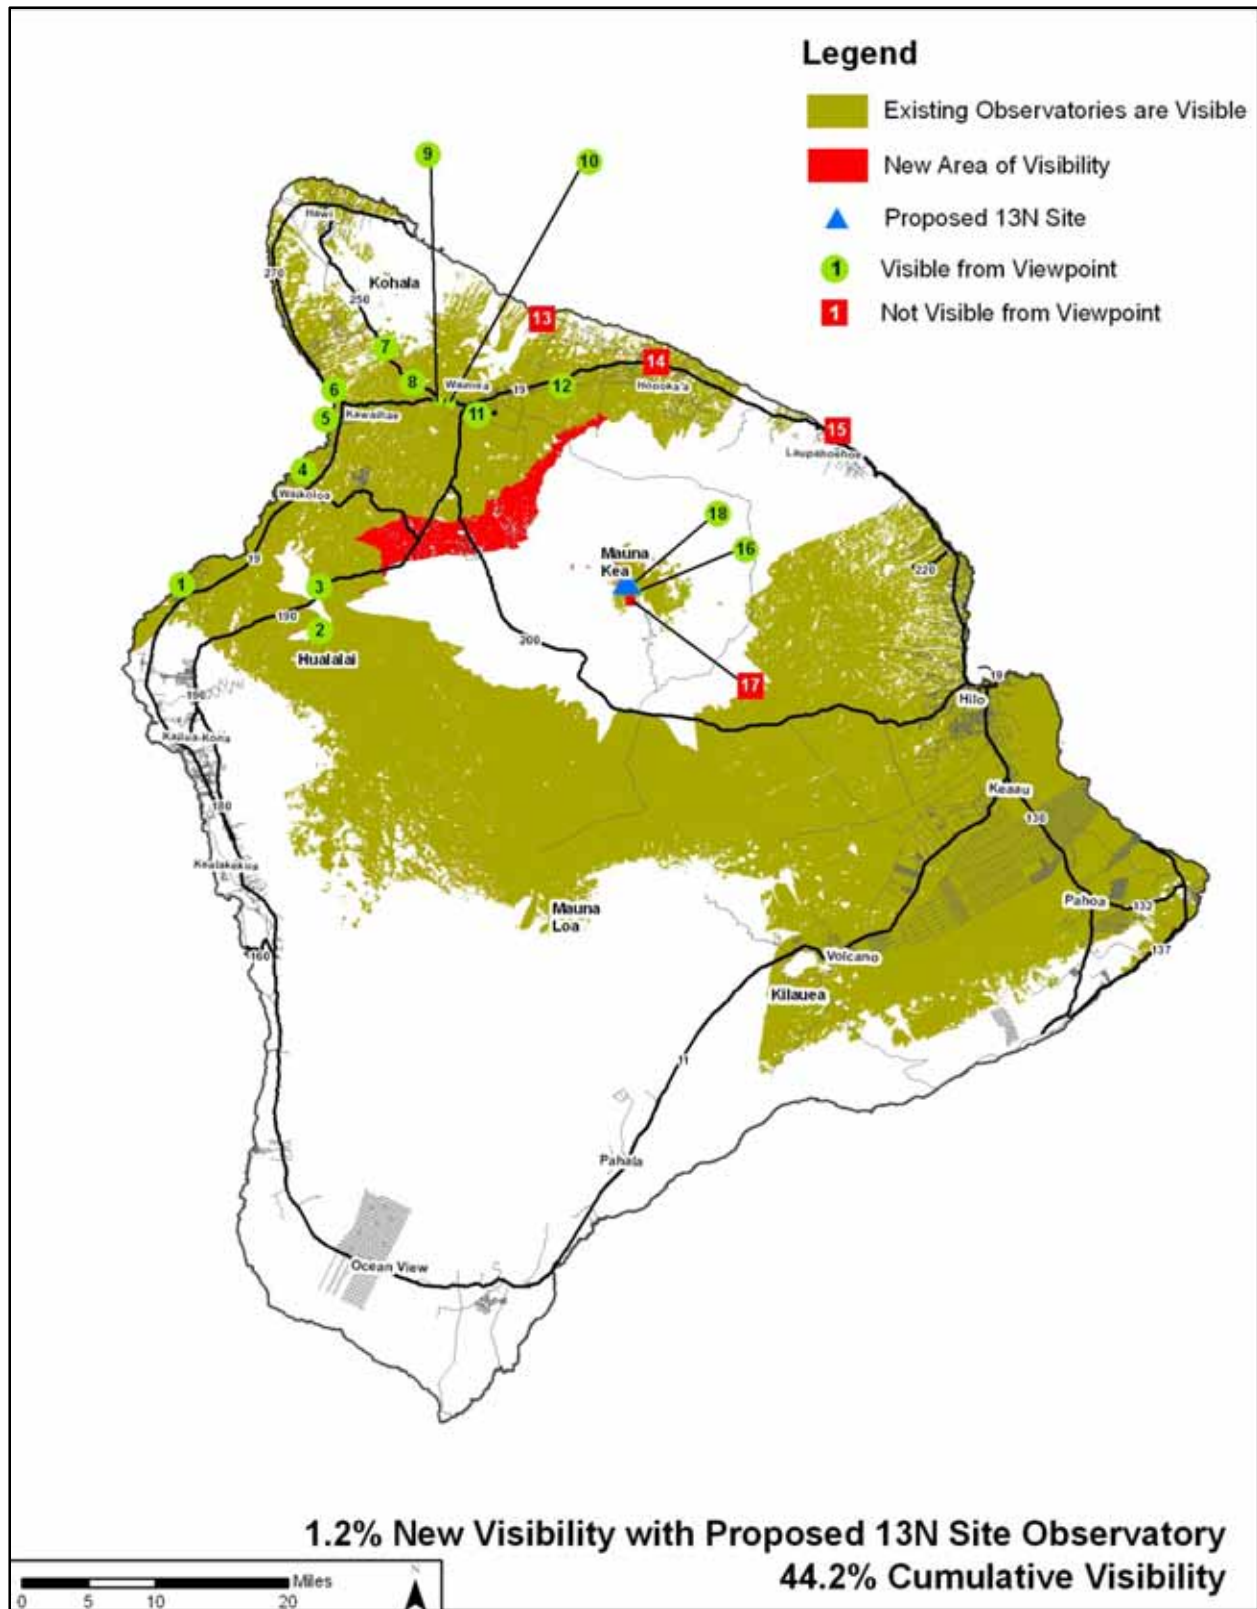 Legend
Existing Observatories are Visible
New Area of Visibility
Proposed 13N Site
1 Visible from Viewpoint
1 Not Visible from Viewpoint
9
10
Hawi
270
Kohala
250
13
7
14
8
Waimea
19
12
Honoka'a
6
5
Kawaihae
11
15
Laupahoehoe
4
Waikoloa
18
16
Mauna
Kea
19
1
3
190
2
Hualalai
200
220
17
19
Hilo
190
Kailua-Kona
Keaau
180
130
Kealakekua
Pahoa
132
Mauna
Loa
137
160
Volcano
Kilauea
11
Pahala
Ocean View
1.2% New Visibility with Proposed 13N Site Observatory
44.2% Cumulative Visibility
Miles
0 5 10 20
N